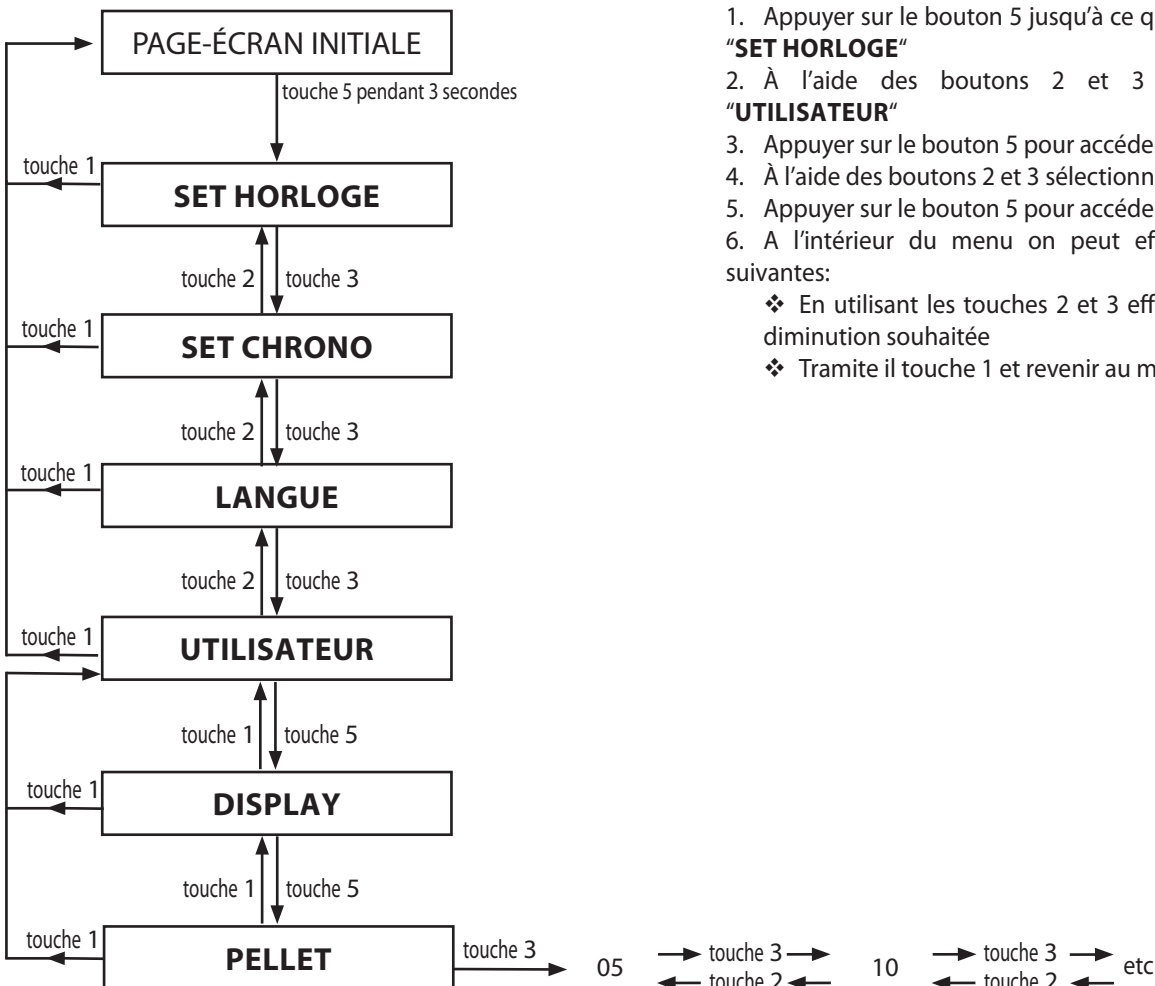 PAGE-ÉCRAN INITIALE
touche 5 pendant 3 secondes
touche 1
SET HORLOGE
touche 2
touche 3
touche 1
SET CHRONO
touche 2
touche 3
touche 1
LANGUE
touche 2
touche 3
touche 1
UTILISATEUR
touche 1
touche 5
touche 1
DISPLAY
touche 1
touche 5
touche 1
PELLET
touche 3
05
touche 3
touche 2
10
touche 3
touche 2
etc
1. Appuyer sur le bouton 5 jusqu’à ce q
“SET HORLOGE“
2. À l’aide des boutons 2 et 3
“UTILISATEUR“
3. Appuyer sur le bouton 5 pour accéde
4. À l’aide des boutons 2 et 3 sélectionn
5. Appuyer sur le bouton 5 pour accéde
6. A l’intérieur du menu on peut ef
suivantes:
❖ En utilisant les touches 2 et 3 eff
diminution souhaitée
❖ Tramite il touche 1 et revenir au m